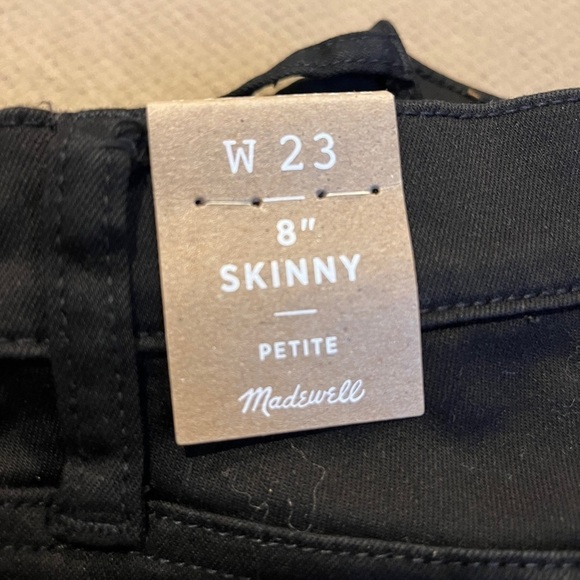 W 23
8"
SKINNY
PETITE
Madewell